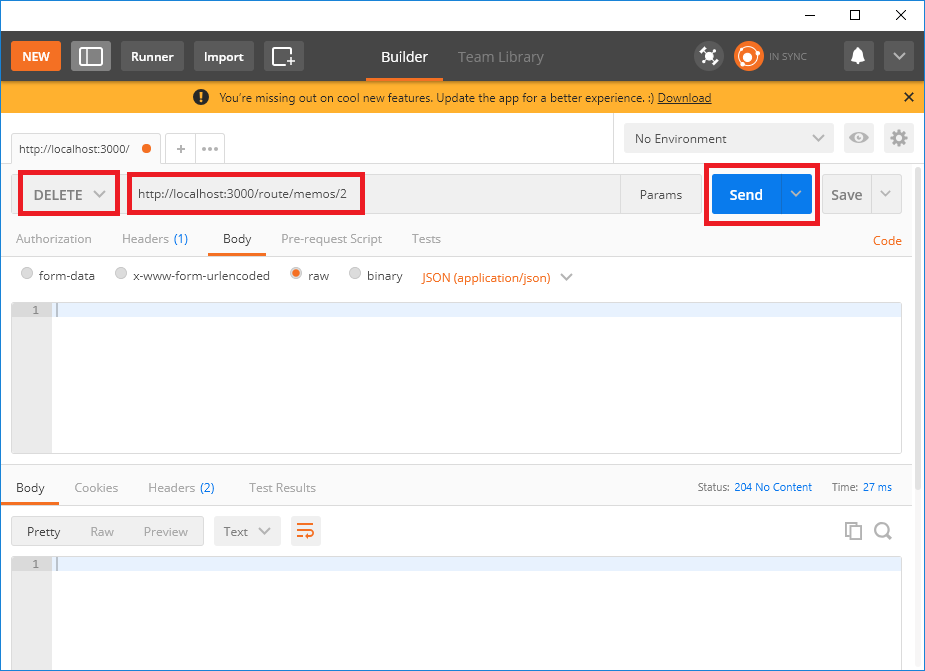 NEW Runner Import Builder Team Library IN SYNC
You're missing out on cool new features. Update the app for a better experience. :) Download
http://localhost:3000/ No Environment
DELETE http://localhost:3000/route/memos/2 Params Send Save
Authorization Headers (1) Body Pre-request Script Tests Code
form-data x-www-form-urlencoded raw binary JSON (application/json)
1
Body Cookies Headers (2) Test Results Status: 204 No Content Time: 27 ms
Pretty Raw Preview Text
1